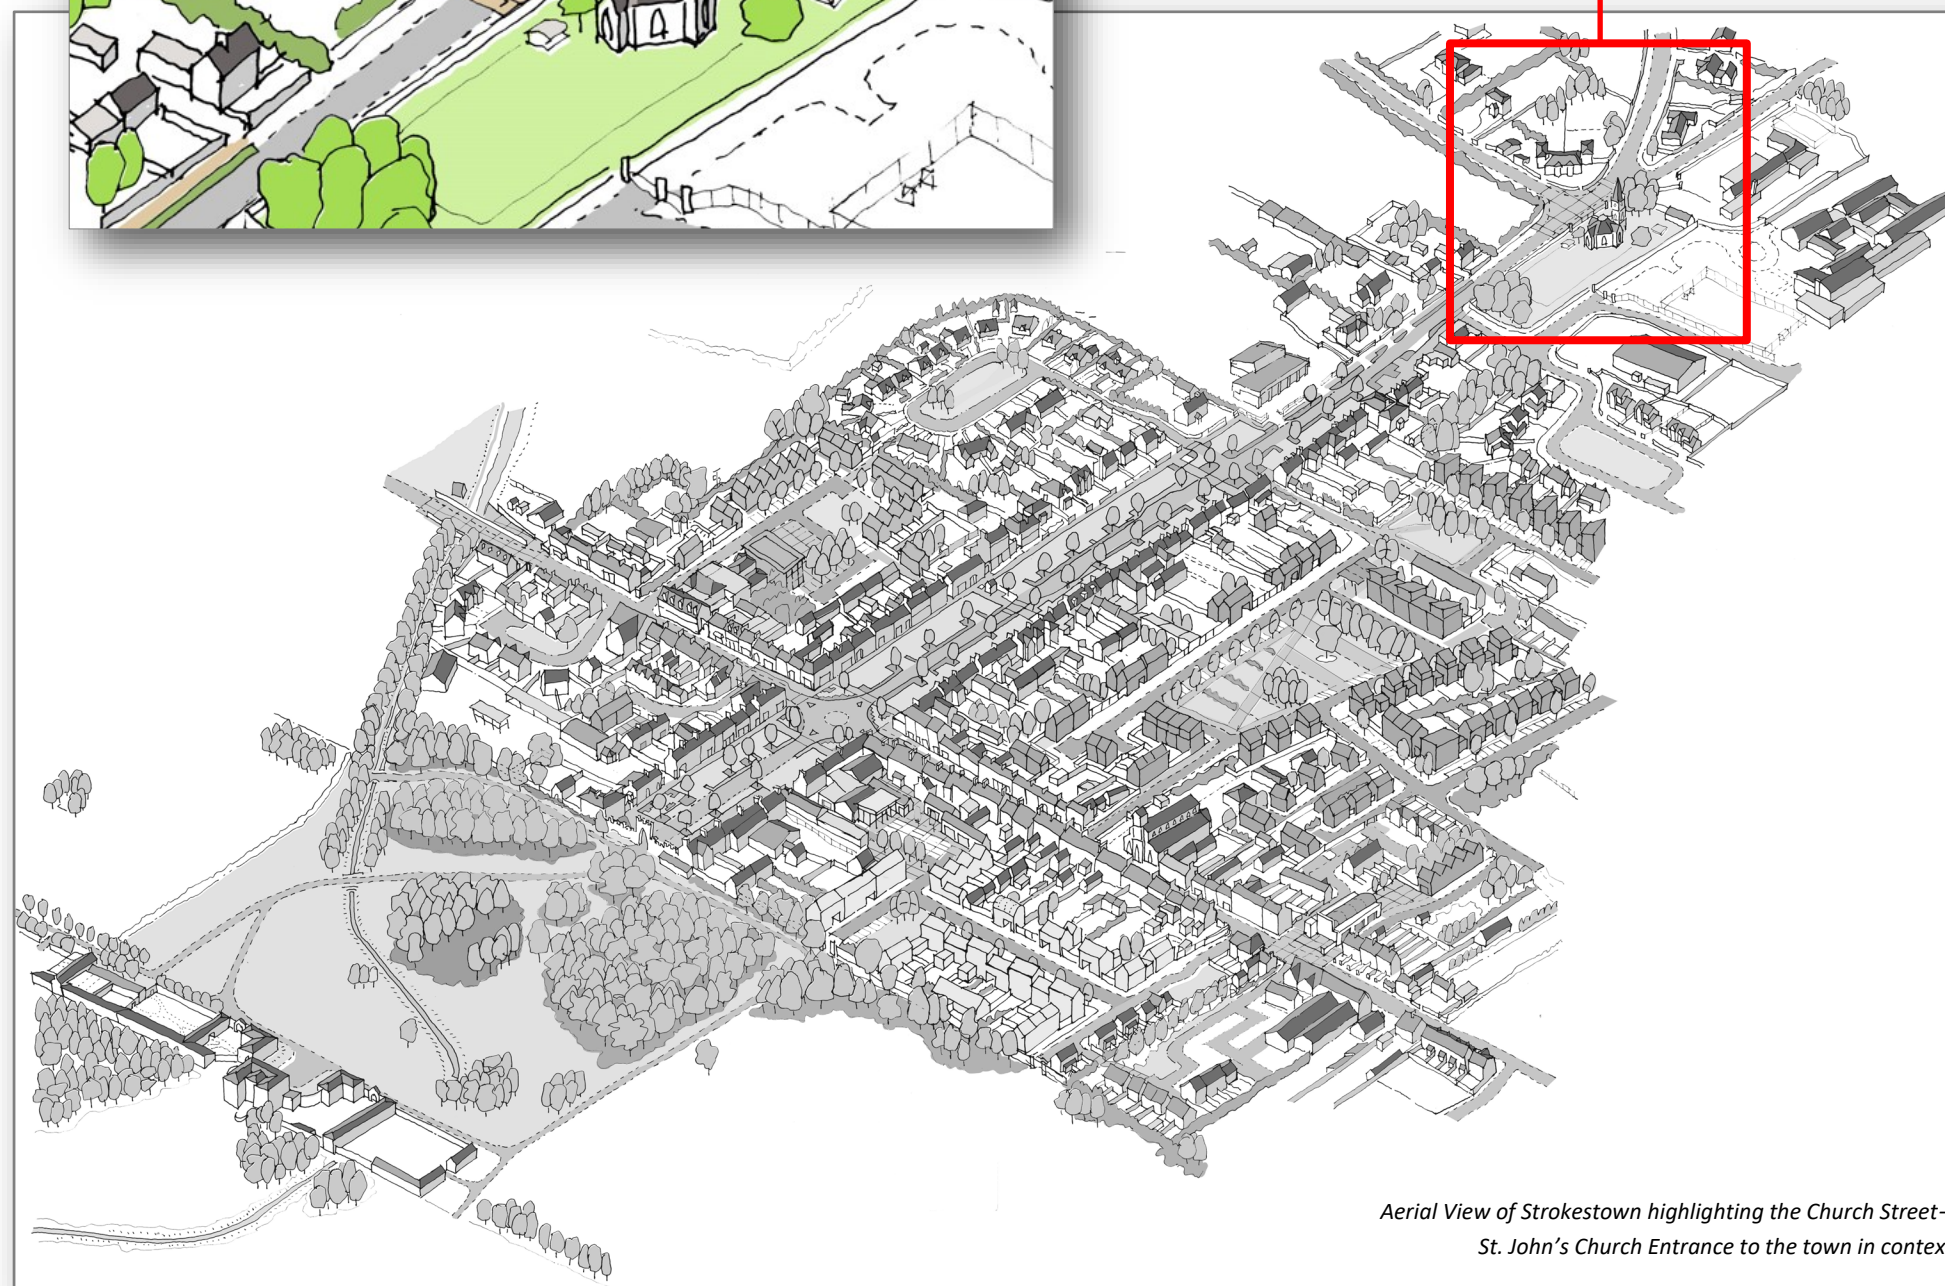 Aerial View of Strokestown highlighting the Church Street-
St. John's Church Entrance to the town in contex